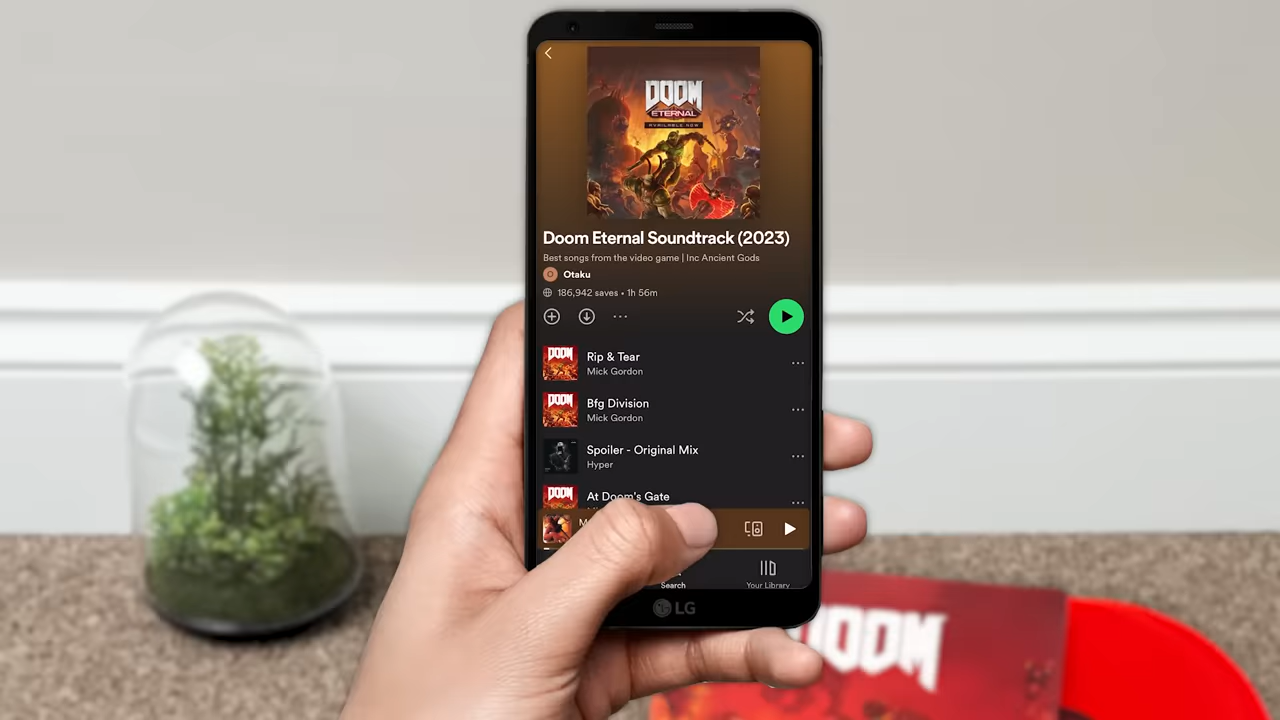 DOOM
ETERNAL
AVAILABLE NOW
Doom Eternal Soundtrack (2023)
Best songs from the video game | Inc Ancient Gods
O Otaku
186,942 saves • 1h 56m
DOOM
Rip & Tear
Mick Gordon
DOOM
Bfg Division
Mick Gordon
Spoiler - Original Mix
Hyper
DOOM
At Doom's Gate
Search
Your Library
LG
DOOM